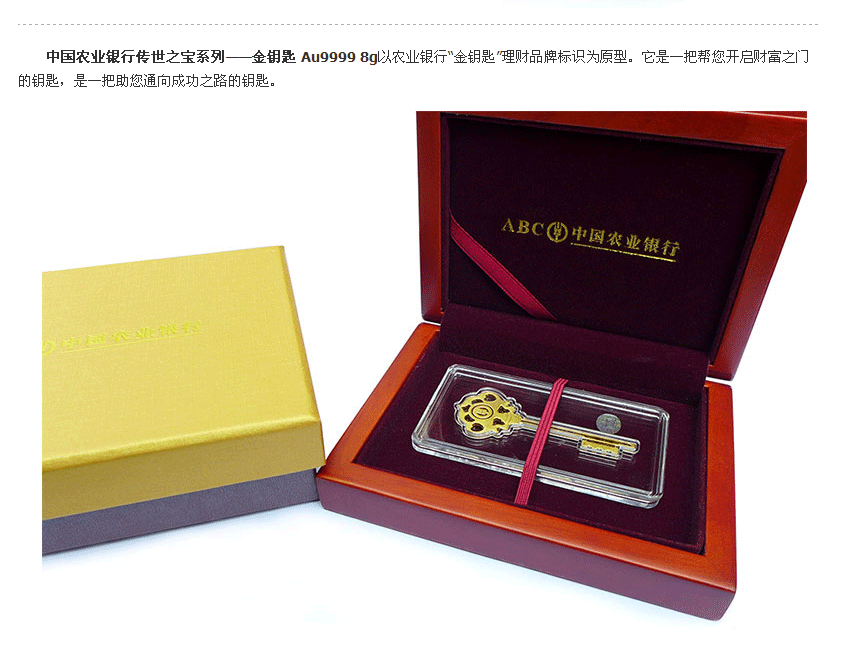 中国农业银行传世之宝系列——金钥匙 Au9999 8g以农业银行“金钥匙”理财品牌标识为原型。它是一把帮您开启财富之门
的钥匙，是一把助您通向成功之路的钥匙。
ABC 中国农业银行
中国农业银行